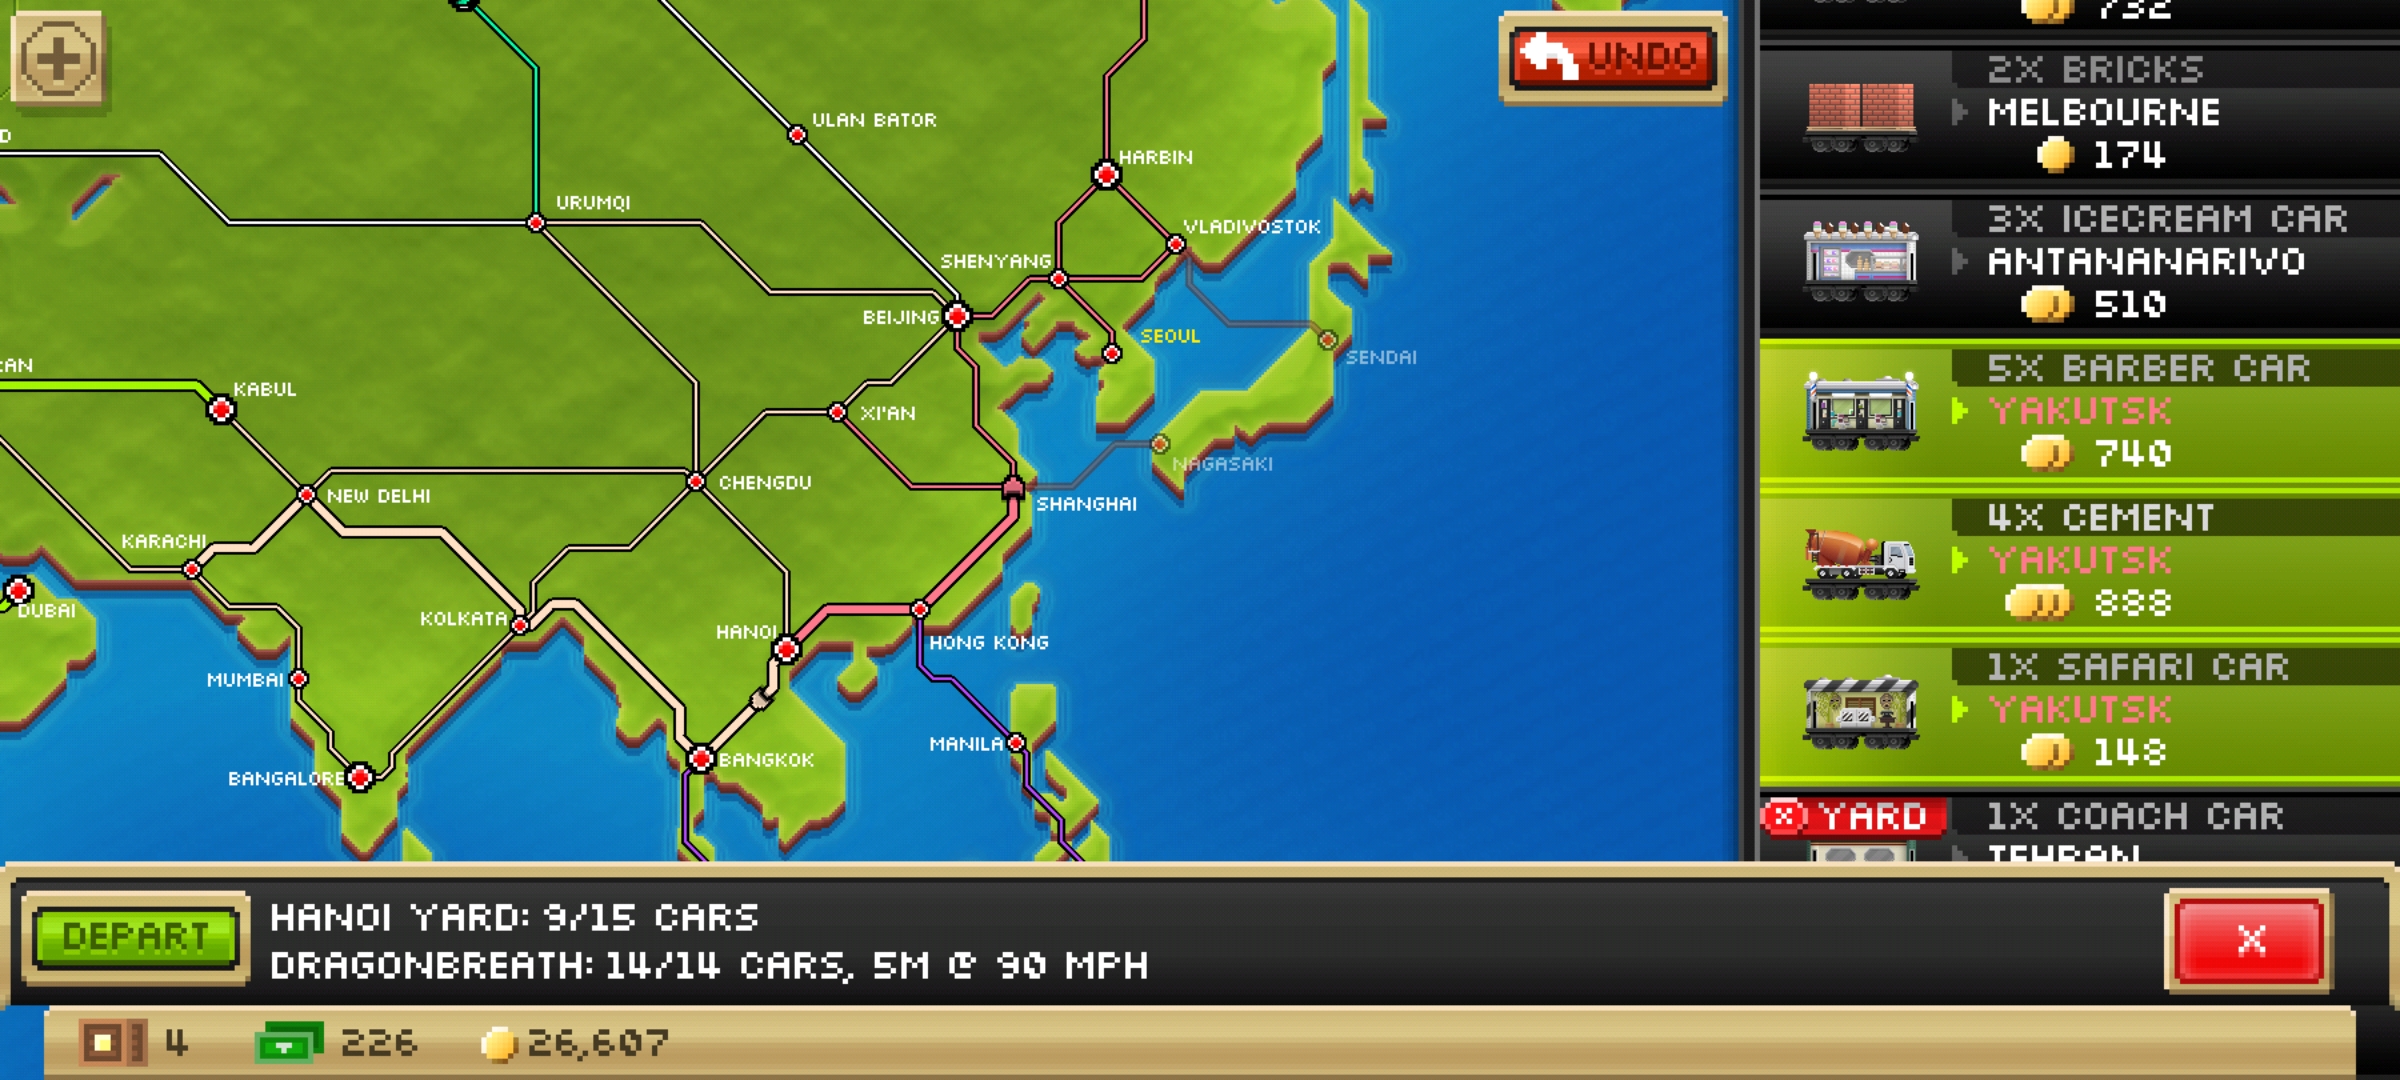 732
UNDO
2X BRICKS
MELBOURNE
174
3X ICECREAM CAR
ANTANANARIVO
510
5X BARBER CAR
YAKUTSK
740
4X CEMENT
YAKUTSK
888
1X SAFARI CAR
YAKUTSK
148
YARD
1X COACH CAR
TEHRAN
ULAN BATOR
HARBIN
URUMQI
VLADIVOSTOK
SHENYANG
BEIJING
SEOUL
SENDAI
KABUL
XI'AN
NAGASAKI
NEW DELHI
CHENGDU
SHANGHAI
KARACHI
DUBAI
KOLKATA
HANOI
HONG KONG
MUMBAI
MANILA
BANGKOK
BANGALORE
DEPART
HANOI YARD: 9/15 CARS
DRAGONBREATH: 14/14 CARS, 5M @ 90 MPH
X
4
226
26,607